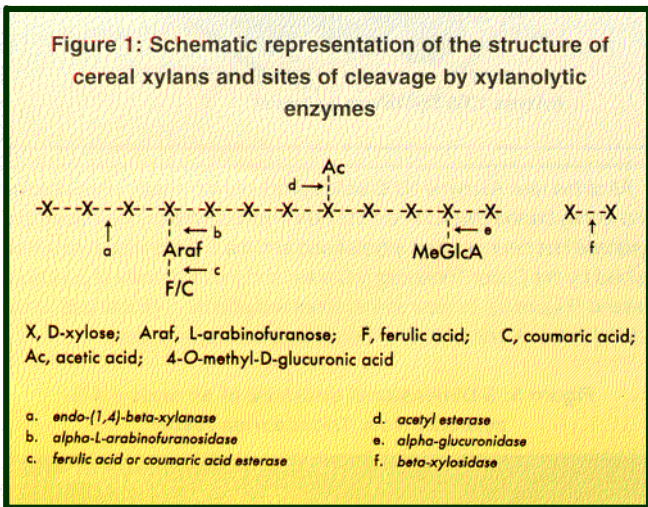 Figure 1: Schematic representation of the structure of
cereal xylans and sites of cleavage by xylanolytic
enzymes
Ac
d →
-X---X---X---X---X---X---X---X---X---X---X---X- X---X
↑ a
← b
← e
↑ f
Araf MeGlcA
← c
F/C
X, D-xylose; Araf, L-arabinofuranose; F, ferulic acid; C, coumaric acid;
Ac, acetic acid; 4-O-methyl-D-glucuronic acid
a. endo-(1,4)-beta-xylanase
b. alpha-L-arabinofuranosidase
c. ferulic acid or coumaric acid esterase
d. acetyl esterase
e. alpha-glucuronidase
f. beta-xylosidase